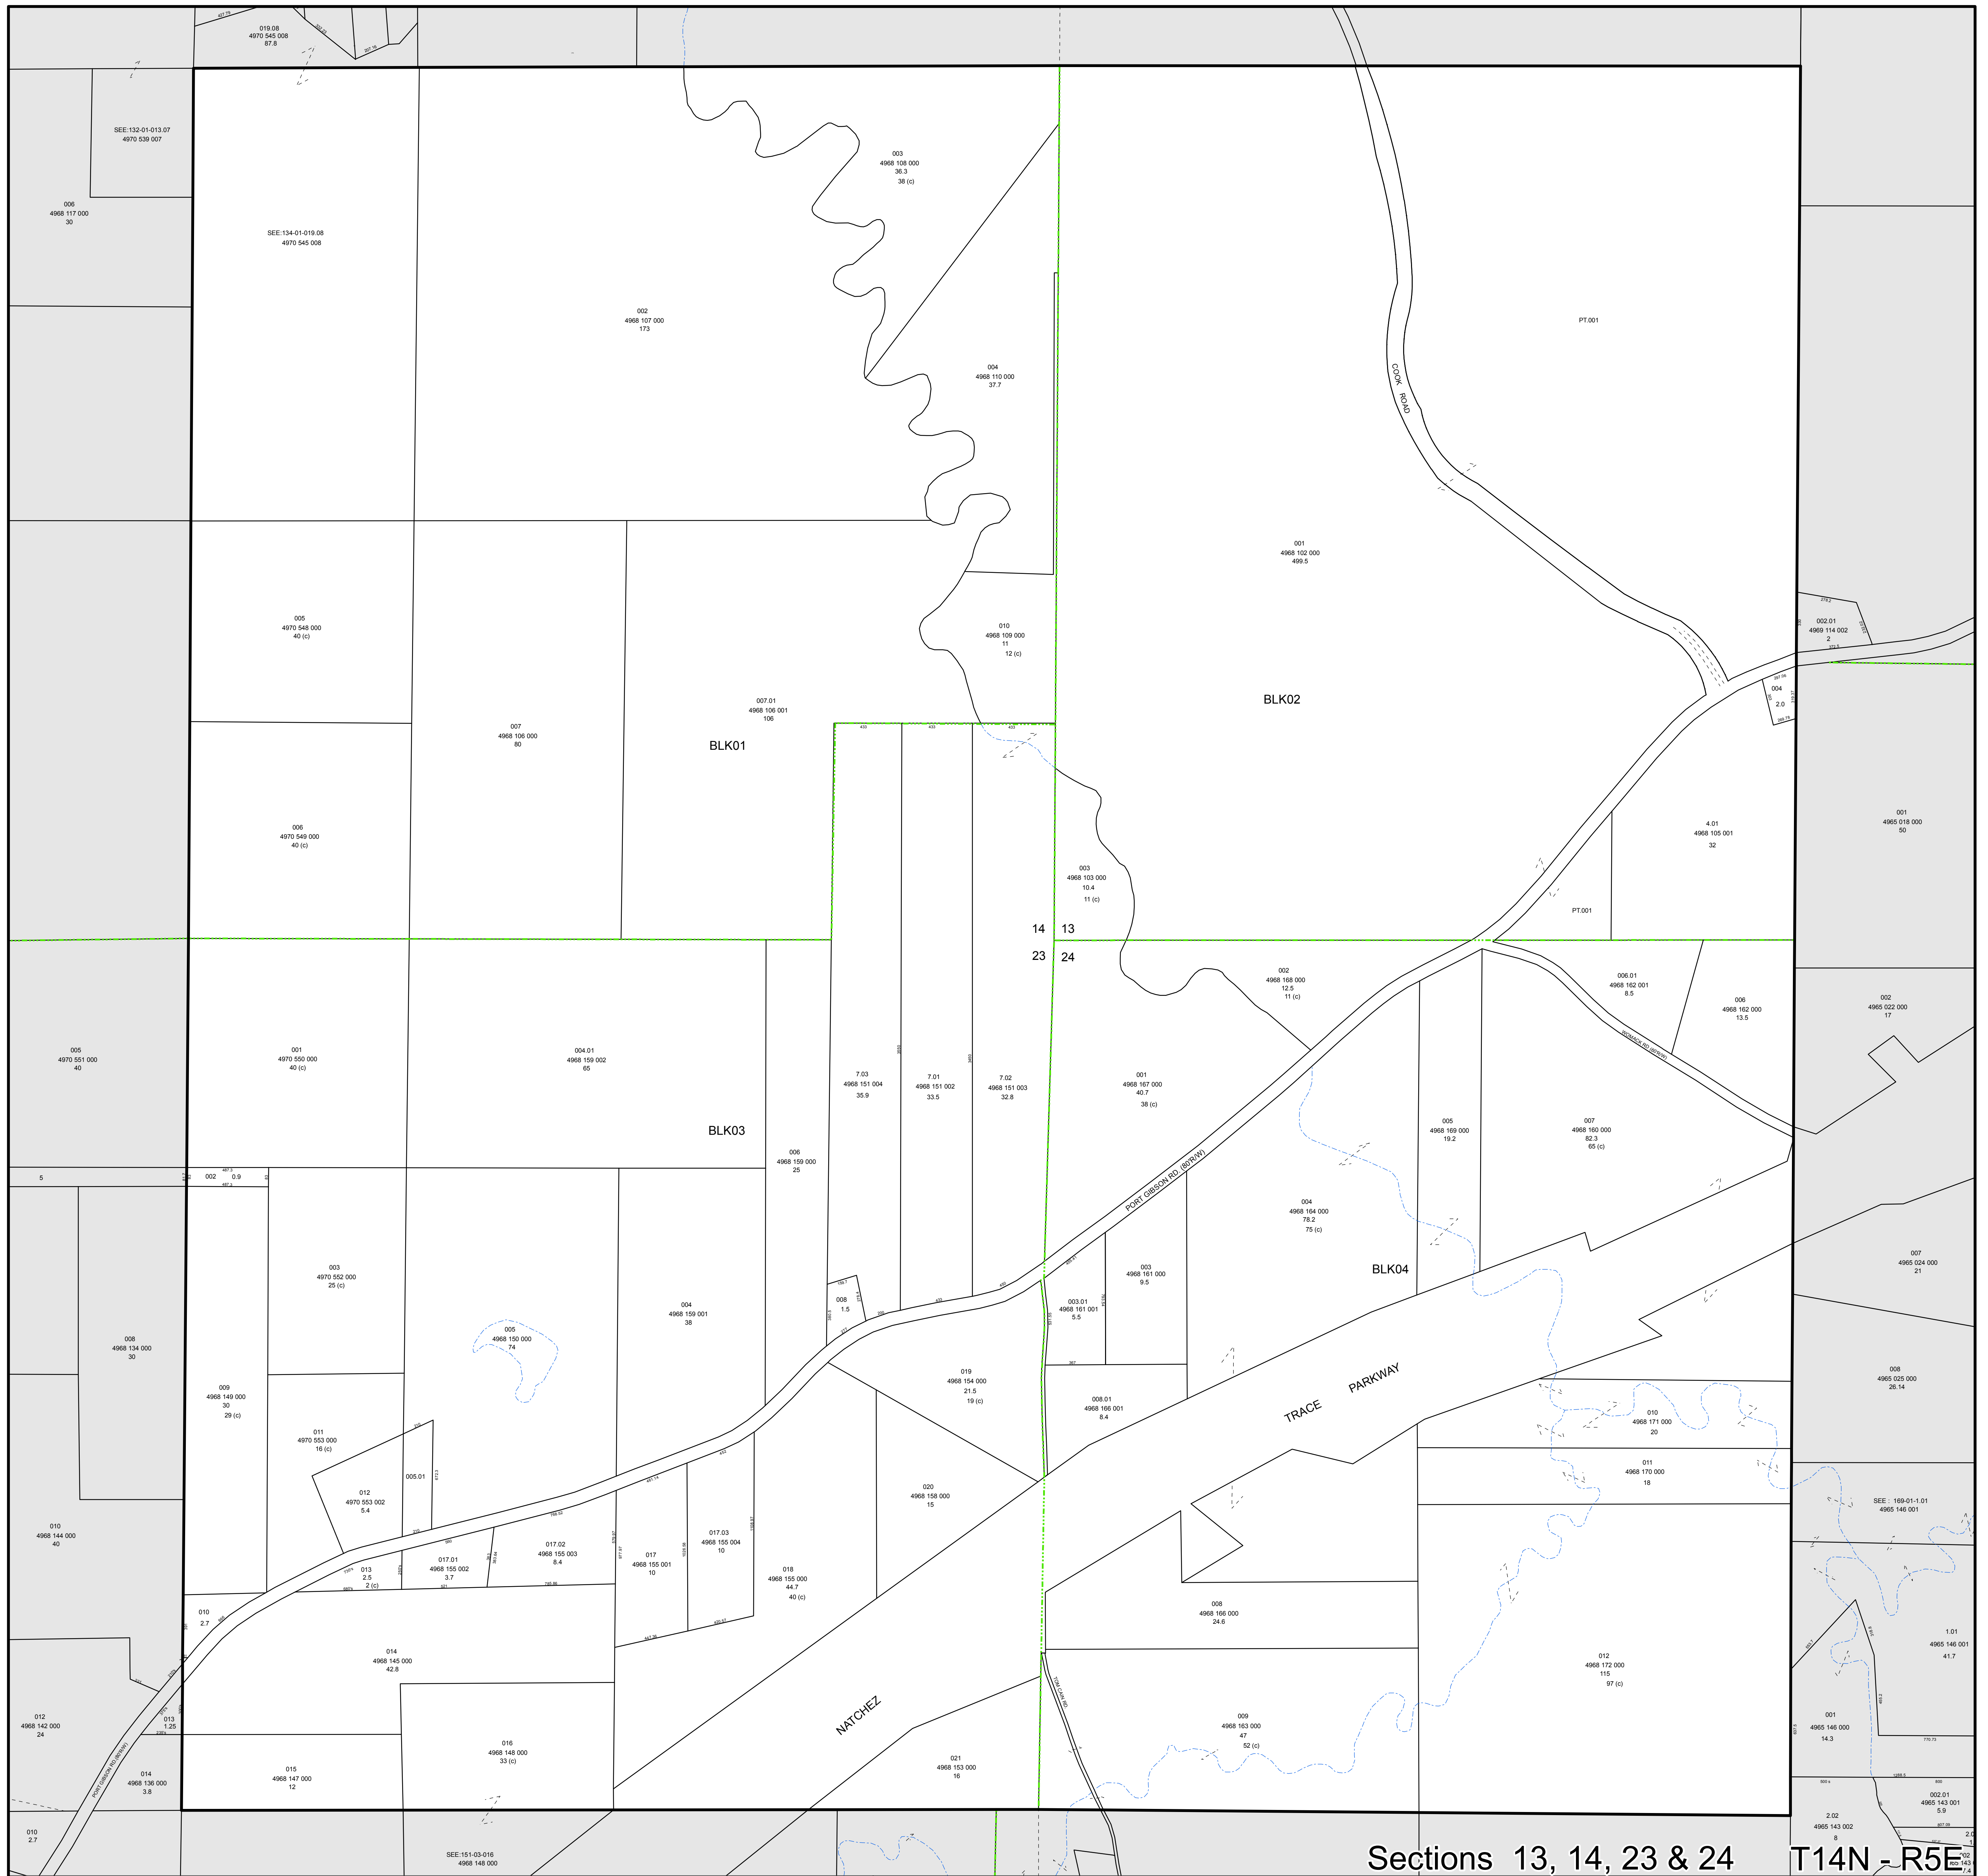 019.08
4970 545 008
87.8
SEE:132-01-013.07
4970 539 007
006
4968 117 000
30
SEE:134-01-019.08
4970 545 008
003
4968 108 000
36.3
38 (c)
002
4968 107 000
173
004
4968 110 000
37.7
PT.001
COOK ROAD
001
4968 102 000
499.5
005
4970 548 000
40 (c)
010
4968 109 000
11
12 (c)
002.01
4969 114 002
2
007.01
4968 106 001
106
BLK02
004
2.0
007
4968 106 000
80
BLK01
433
433
433
006
4970 549 000
40 (c)
4.01
4968 105 001
32
001
4965 018 000
50
003
4968 103 000
10.4
11 (c)
PT.001
14
13
23
24
002
4968 168 000
12.5
11 (c)
006.01
4968 162 001
8.5
006
4968 162 000
13.5
002
4965 022 000
17
WOMACK RD.(60'R/W)
005
4970 551 000
40
001
4970 550 000
40 (c)
004.01
4968 159 002
65
7.03
4968 151 004
35.9
7.01
4968 151 002
33.5
7.02
4968 151 003
32.8
001
4968 167 000
40.7
38 (c)
005
4968 169 000
19.2
007
4968 160 000
82.3
65 (c)
BLK03
006
4968 159 000
25
PORT GIBSON RD. (80'R/W)
5
487.3
002
0.9
487.3
004
4968 164 000
78.2
75 (c)
BLK04
007
4965 024 000
21
003
4970 552 000
25 (c)
003
4968 161 000
9.5
003.01
4968 161 001
5.5
008
1.5
004
4968 159 001
38
005
4968 150 000
74
008
4968 134 000
30
367
019
4968 154 000
21.5
19 (c)
NATCHEZ
TRACE
PARKWAY
008
4965 025 000
26.14
009
4968 149 000
30
29 (c)
008.01
4968 166 001
8.4
010
4968 171 000
20
011
4970 553 000
16 (c)
005.01
012
4970 553 002
5.4
011
4968 170 000
18
020
4968 158 000
15
SEE : 169-01-1.01
4965 146 001
010
4968 144 000
40
017.03
4968 155 004
10
017.02
4968 155 003
8.4
017
4968 155 001
10
017.01
4968 155 002
3.7
013
2.5
2 (c)
018
4968 155 000
44.7
40 (c)
010
2.7
008
4968 166 000
24.6
1.01
4965 146 001
41.7
014
4968 145 000
42.8
012
4968 172 000
115
97 (c)
TOM CAIN RD.
012
4968 142 000
24
013
1.25
009
4968 163 000
47
52 (c)
001
4965 146 000
14.3
770.73
PORT GIBSON RD.(80'R/W)
016
4968 148 000
33 (c)
021
4968 153 000
16
015
4968 147 000
12
014
4968 136 000
3.8
002.01
4965 143 001
5.9
2.02
4965 143 002
8
010
2.7
SEE:151-03-016
4968 148 000
Sections 13, 14, 23 & 24 T14N - R5E